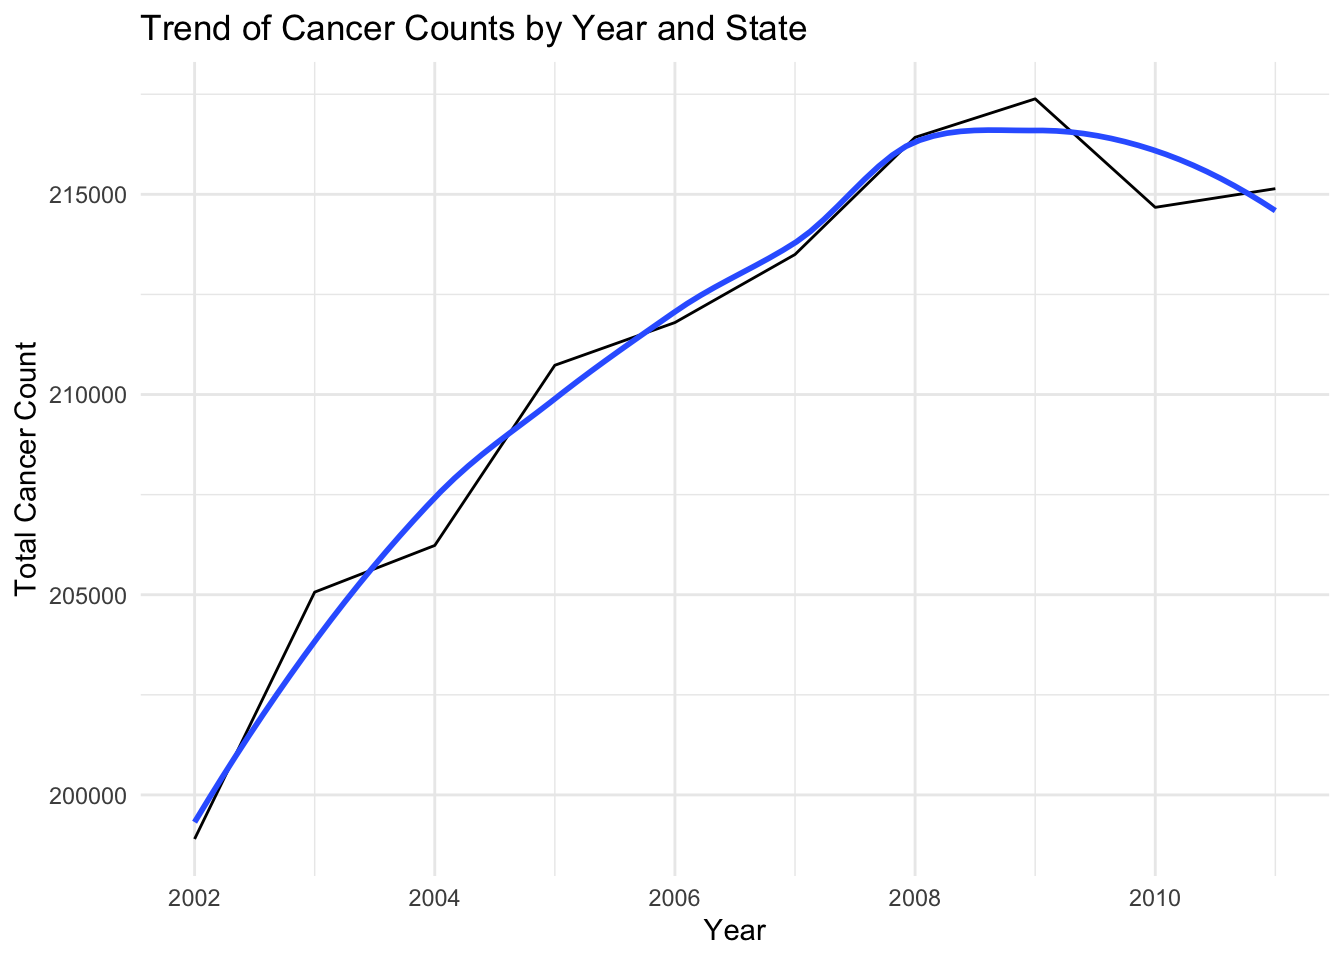 Trend of Cancer Counts by Year and State
Total Cancer Count
215000
210000
205000
200000
2002 2004 2006 2008 2010
Year